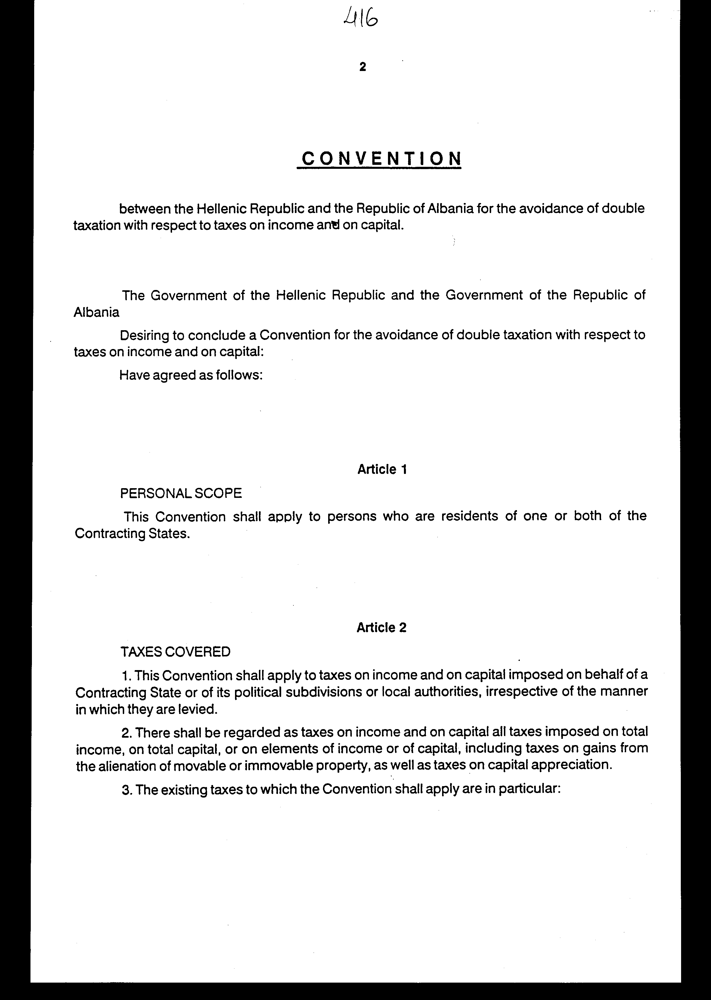 416
2
CONVENTION
between the Hellenic Republic and the Republic of Albania for the avoidance of double
taxation with respect to taxes on income and on capital.
The Government of the Hellenic Republic and the Government of the Republic of
Albania
Desiring to conclude a Convention for the avoidance of double taxation with respect to
taxes on income and on capital:
Have agreed as follows:
Article 1
PERSONAL SCOPE
This Convention shall apply to persons who are residents of one or both of the
Contracting States.
Article 2
TAXES COVERED
1. This Convention shall apply to taxes on income and on capital imposed on behalf of a
Contracting State or of its political subdivisions or local authorities, irrespective of the manner
in which they are levied.
2. There shall be regarded as taxes on income and on capital all taxes imposed on total
income, on total capital, or on elements of income or of capital, including taxes on gains from
the alienation of movable or immovable property, as well as taxes on capital appreciation.
3. The existing taxes to which the Convention shall apply are in particular: